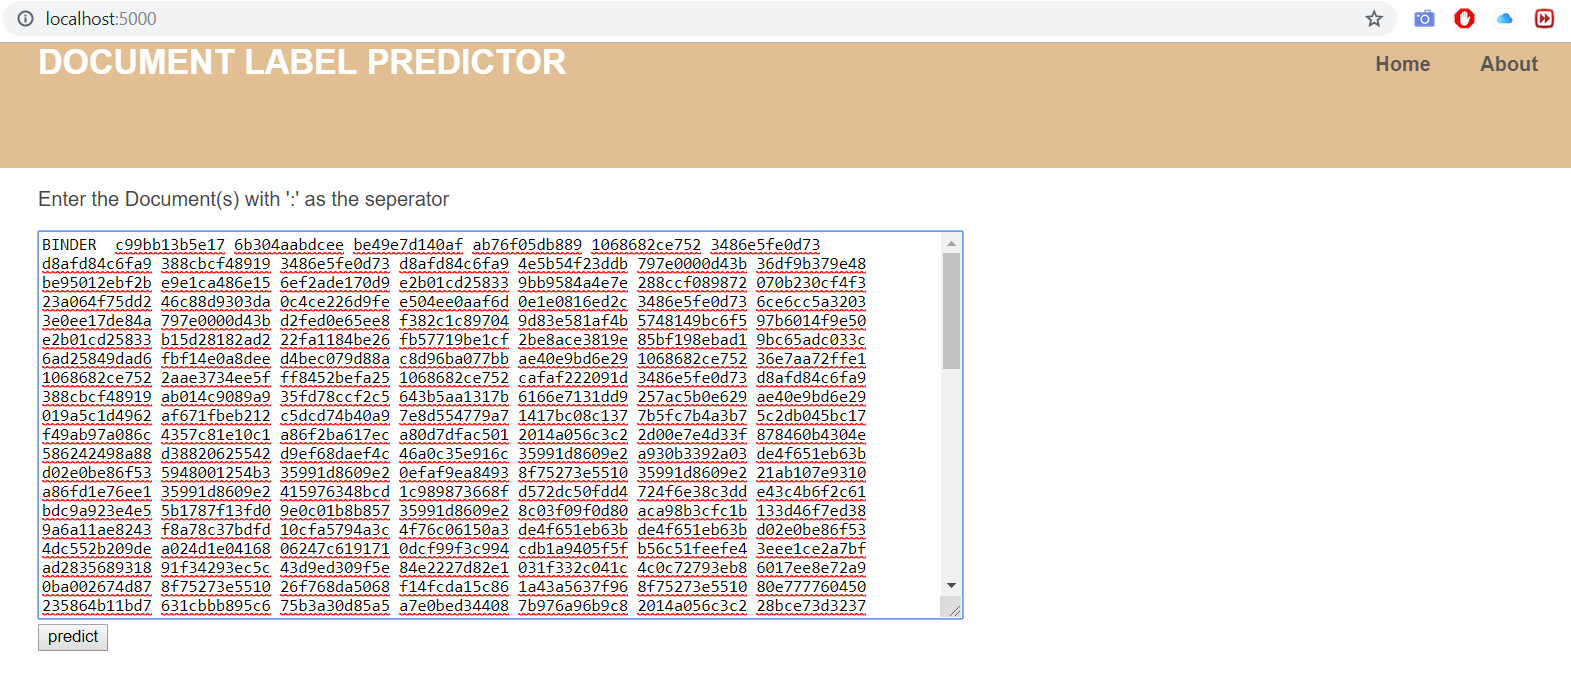 localhost:5000
DOCUMENT LABEL PREDICTOR
Home About
Enter the Document(s) with ':' as the seperator
BINDER c99bb13b5e17 6b304aabdcee be49e7d140af ab76f05db889 1068682ce752 3486e5fe0d73
d8afd84c6fa9 388cbcf48919 3486e5fe0d73 d8afd84c6fa9 4e5b54f23ddb 797e0000d43b 36df9b379e48
be95012ebf2b e9e1ca486e15 6ef2ade170d9 e2b01cd25833 9bb9584a4e7e 288ccf089872 070b230cf4f3
23a064f75dd2 46c88d9303da 0c4ce226d9fe e504ee0aaf6d 0e1e0816ed2c 3486e5fe0d73 6ce6cc5a3203
3e0ee17de84a 797e0000d43b d2fed0e65ee8 f382c1c89704 9d83e581af4b 5748149bc6f5 97b6014f9e50
e2b01cd25833 b15d28182ad2 22fa1184be26 fb57719be1cf 2be8ace3819e 85bf198ebad1 9bc65adc033c
6ad25849dad6 fbf14e0a8dee d4bec079d88a c8d96ba077bb ae40e9bd6e29 1068682ce752 36e7aa72ffe1
1068682ce752 2aae3734ee5f ff8452befa25 1068682ce752 cafaf222091d 3486e5fe0d73 d8afd84c6fa9
388cbcf48919 ab014c9089a9 35fd78ccf2c5 643b5aa1317b 6166e7131dd9 257ac5b0e629 ae40e9bd6e29
019a5c1d4962 af671fbeb212 c5dcd74b40a9 7e8d554779a7 1417bc08c137 7b5fc7b4a3b7 5c2db045bc17
f49ab97a086c 4357c81e10c1 a86f2ba617ec a80d7dfac501 2014a056c3c2 2d00e7e4d33f 878460b4304e
586242498a88 d38820625542 d9ef68daef4c 46a0c35e916c 35991d8609e2 a930b3392a03 de4f651eb63b
d02e0be86f53 5948001254b3 35991d8609e2 0efaf9ea8493 8f75273e5510 35991d8609e2 21ab107e9310
a86fd1e76ee1 35991d8609e2 415976348bcd 1c989873668f d572dc50fdd4 724f6e38c3dd e43c4b6f2c61
bdc9a923e4e5 5b1787f13fd0 9e0c01b8b857 35991d8609e2 8c03f09f0d80 aca98b3cfc1b 133d46f7ed38
9a6a11ae8243 f8a78c37bdfd 10cfa5794a3c 4f76c06150a3 de4f651eb63b de4f651eb63b d02e0be86f53
4dc552b209de a024d1e04168 06247c619171 0dcf99f3c994 cdb1a9405f5f b56c51feefe4 3eee1ce2a7bf
ad2835689318 91f34293ec5c 43d9ed309f5e 84e2227d82e1 031f332c041c 4c0c72793eb8 6017ee8e72a9
0ba002674d87 8f75273e5510 26f768da5068 f14fcda15c86 1a43a5637f96 8f75273e5510 80e777760450
235864b11bd7 631cbbb895c6 75b3a30d85a5 a7e0bed34408 7b976a96b9c8 2014a056c3c2 28bce73d3237
predict